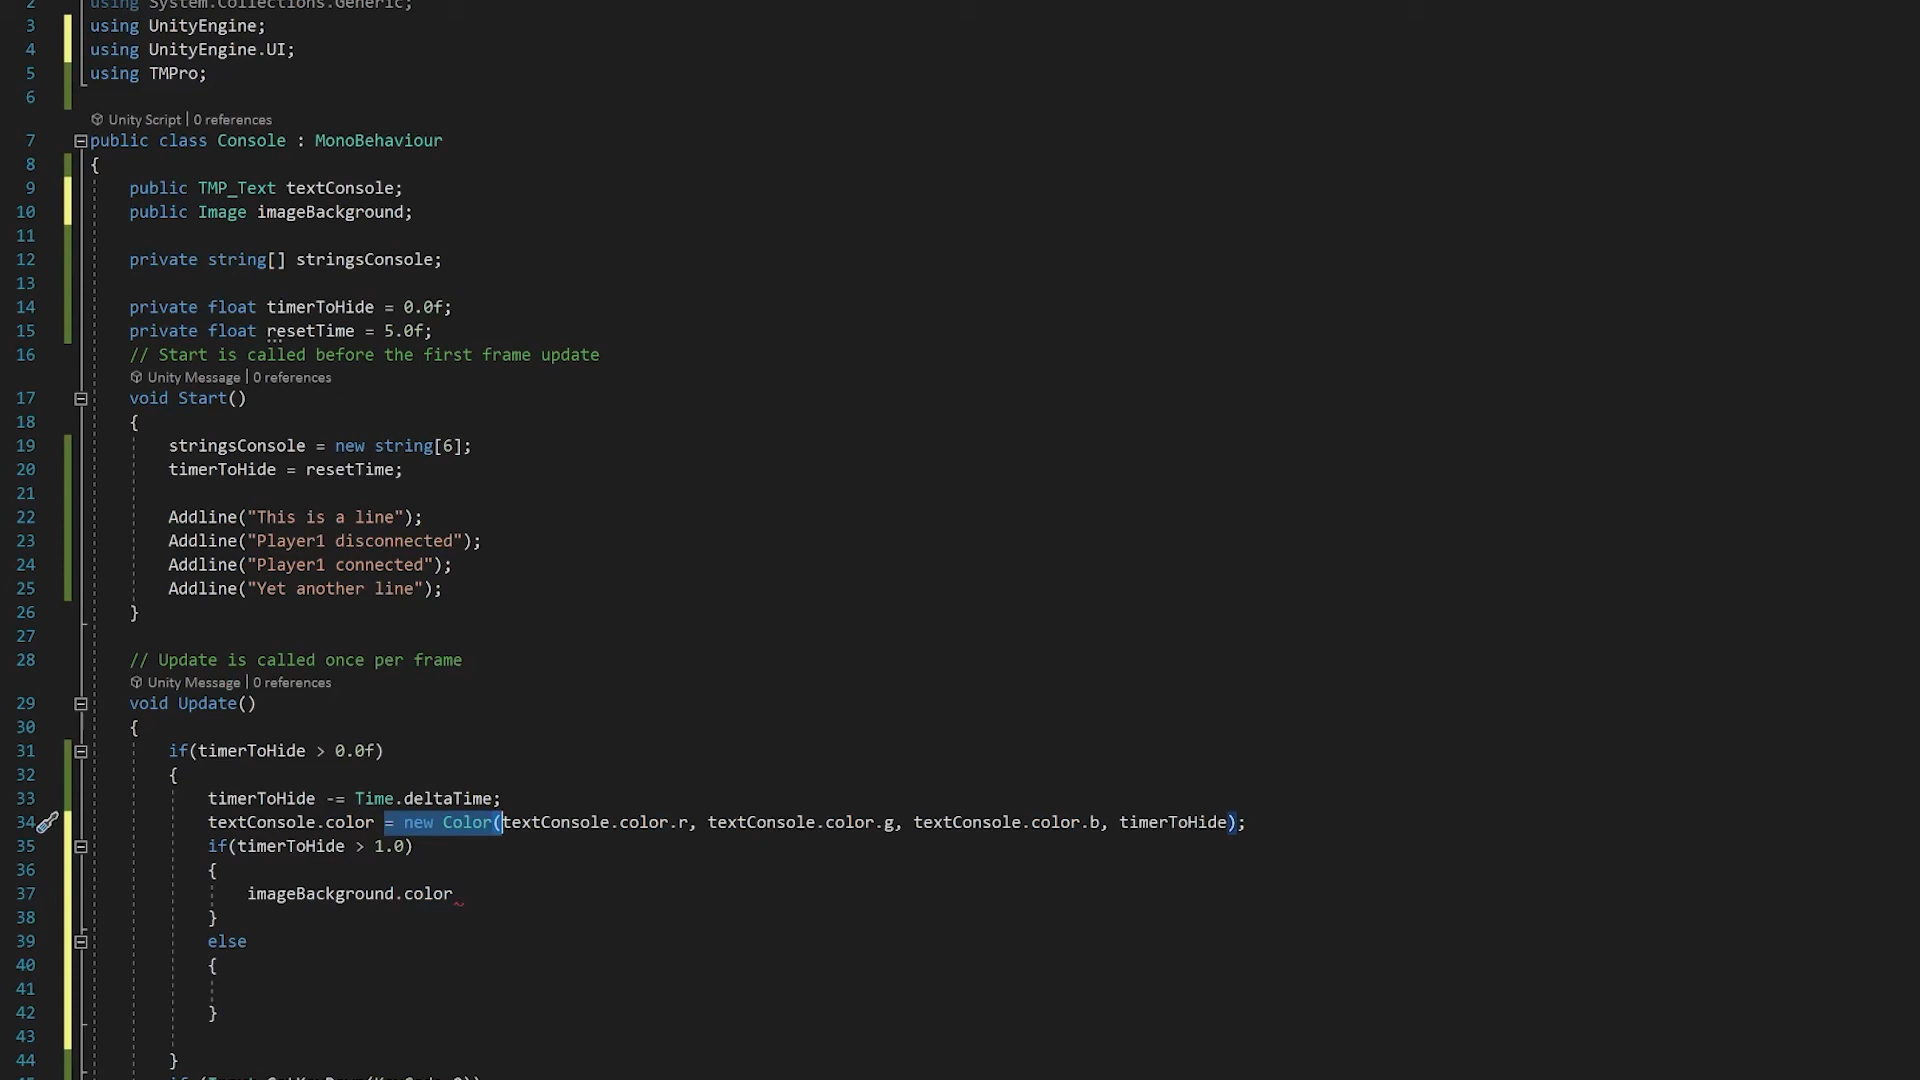 2 using System.Collections.Generic;
3 using UnityEngine;
4 using UnityEngine.UI;
5 using TMPro;
6
Unity Script | 0 references
7 public class Console : MonoBehaviour
8 {
9 public TMP_Text textConsole;
10 public Image imageBackground;
11
12 private string[] stringsConsole;
13
14 private float timerToHide = 0.0f;
15 private float resetTime = 5.0f;
16 // Start is called before the first frame update
Unity Message | 0 references
17 void Start()
18 {
19 stringsConsole = new string[6];
20 timerToHide = resetTime;
21
22 Addline("This is a line");
23 Addline("Player1 disconnected");
24 Addline("Player1 connected");
25 Addline("Yet another line");
26 }
27
28 // Update is called once per frame
Unity Message | 0 references
29 void Update()
30 {
31 if(timerToHide > 0.0f)
32 {
33 timerToHide -= Time.deltaTime;
34 textConsole.color = new Color(textConsole.color.r, textConsole.color.g, textConsole.color.b, timerToHide);
35 if(timerToHide > 1.0)
36 {
37 imageBackground.color
38 }
39 else
40 {
41
42 }
43
44 }